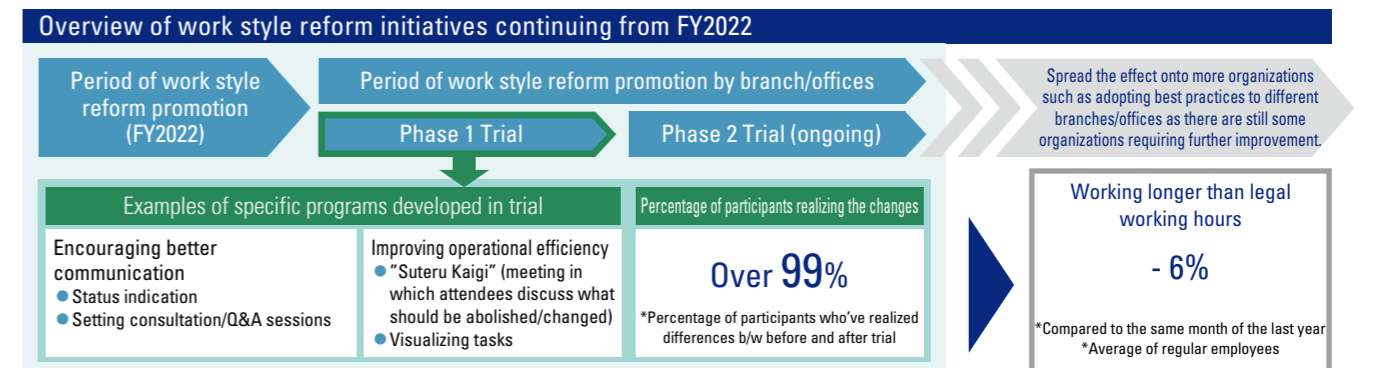 Overview of work style reform initiatives continuing from FY2022
Period of work style
reform promotion
(FY2022)
Period of work style reform promotion by branch/offices
Phase 1 Trial
Phase 2 Trial (ongoing)
Spread the effect onto more organizations
such as adopting best practices to different
branches/offices as there are still some
organizations requiring further improvement.
Examples of specific programs developed in trial
Encouraging better
communication
● Status indication
● Setting consultation/Q&A sessions
Improving operational efficiency
● "Suteru Kaigi" (meeting in
which attendees discuss what
should be abolished/changed)
● Visualizing tasks
Percentage of participants realizing the changes
Over 99%
*Percentage of participants who've realized
differences b/w before and after trial
Working longer than legal
working hours
- 6%
*Compared to the same month of the last year
*Average of regular employees